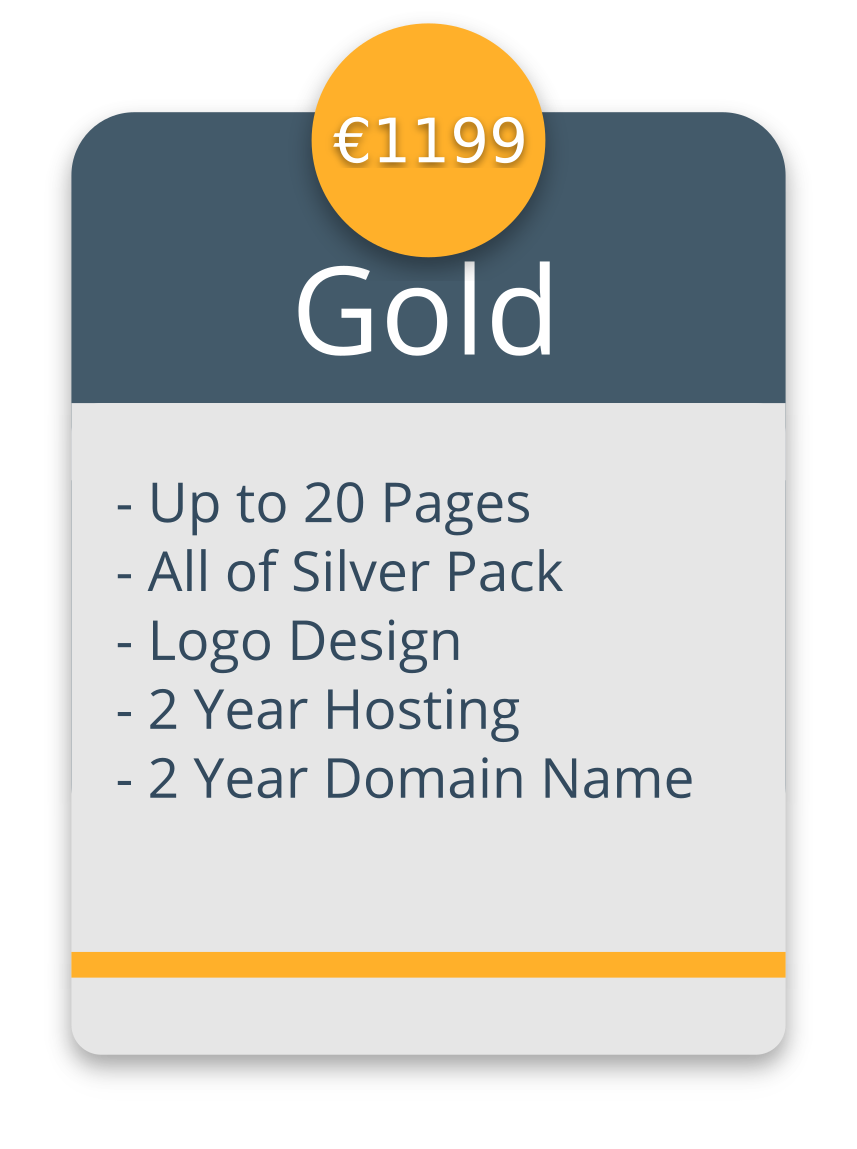 €1199
Gold
- Up to 20 Pages
- All of Silver Pack
- Logo Design
- 2 Year Hosting
- 2 Year Domain Name